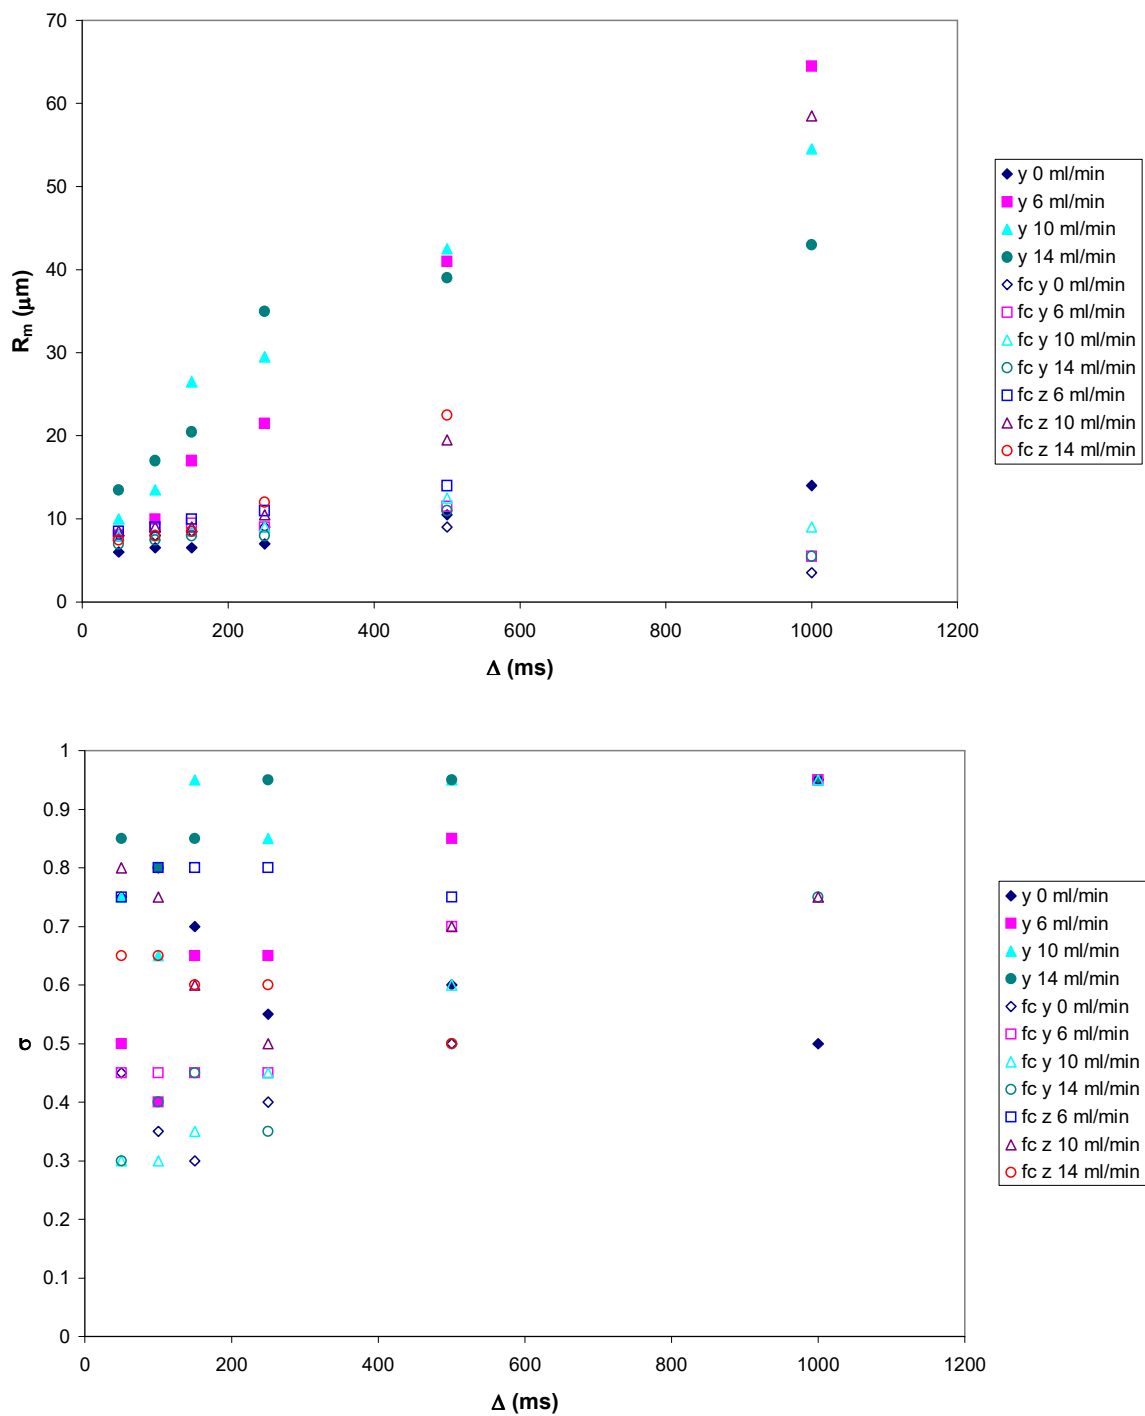 70
60
50
40
30
20
10
0
R_m (μm)
0 200 400 600 800 1000 1200
Δ (ms)
y 0 ml/min
y 6 ml/min
y 10 ml/min
y 14 ml/min
fc y 0 ml/min
fc y 6 ml/min
fc y 10 ml/min
fc y 14 ml/min
fc z 6 ml/min
fc z 10 ml/min
fc z 14 ml/min
1
0.9
0.8
0.7
0.6
0.5
0.4
0.3
0.2
0.1
0
σ
0 200 400 600 800 1000 1200
Δ (ms)
y 0 ml/min
y 6 ml/min
y 10 ml/min
y 14 ml/min
fc y 0 ml/min
fc y 6 ml/min
fc y 10 ml/min
fc y 14 ml/min
fc z 6 ml/min
fc z 10 ml/min
fc z 14 ml/min